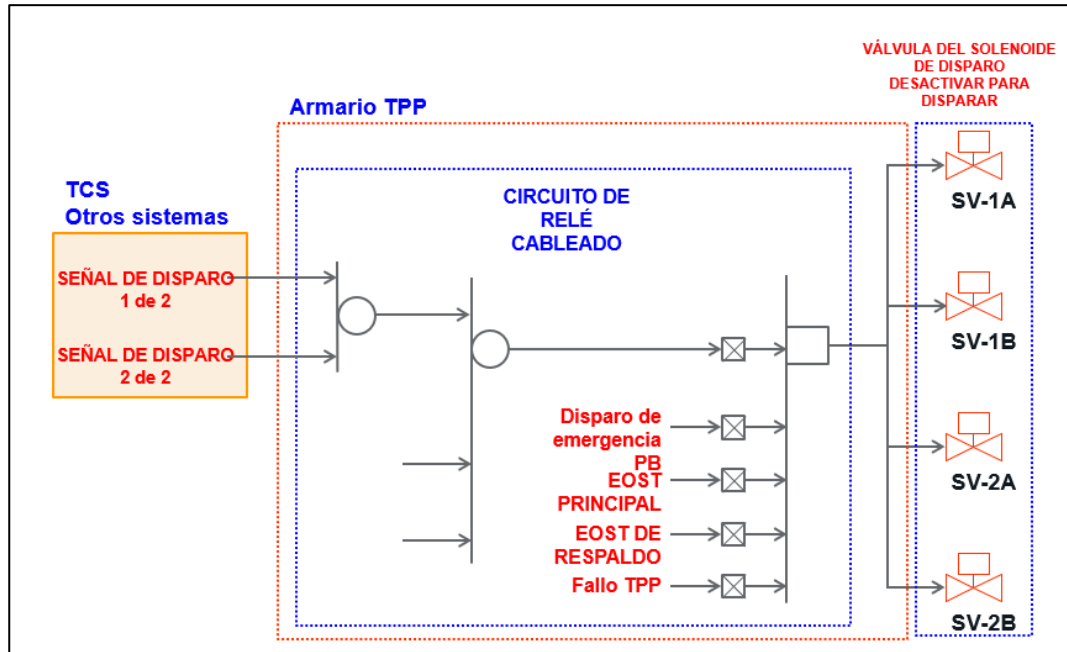 VÁLVULA DEL SOLENOIDE
DE DISPARO
DESACTIVAR PARA
DISPARAR
Armario TPP
TCS
Otros sistemas
CIRCUITO DE
RELÉ
CABLEADO
SEÑAL DE DISPARO
1 de 2
SEÑAL DE DISPARO
2 de 2
Disparo de
emergencia
PB
EOST
PRINCIPAL
EOST DE
RESPALDO
Fallo TPP
SV-1A
SV-1B
SV-2A
SV-2B